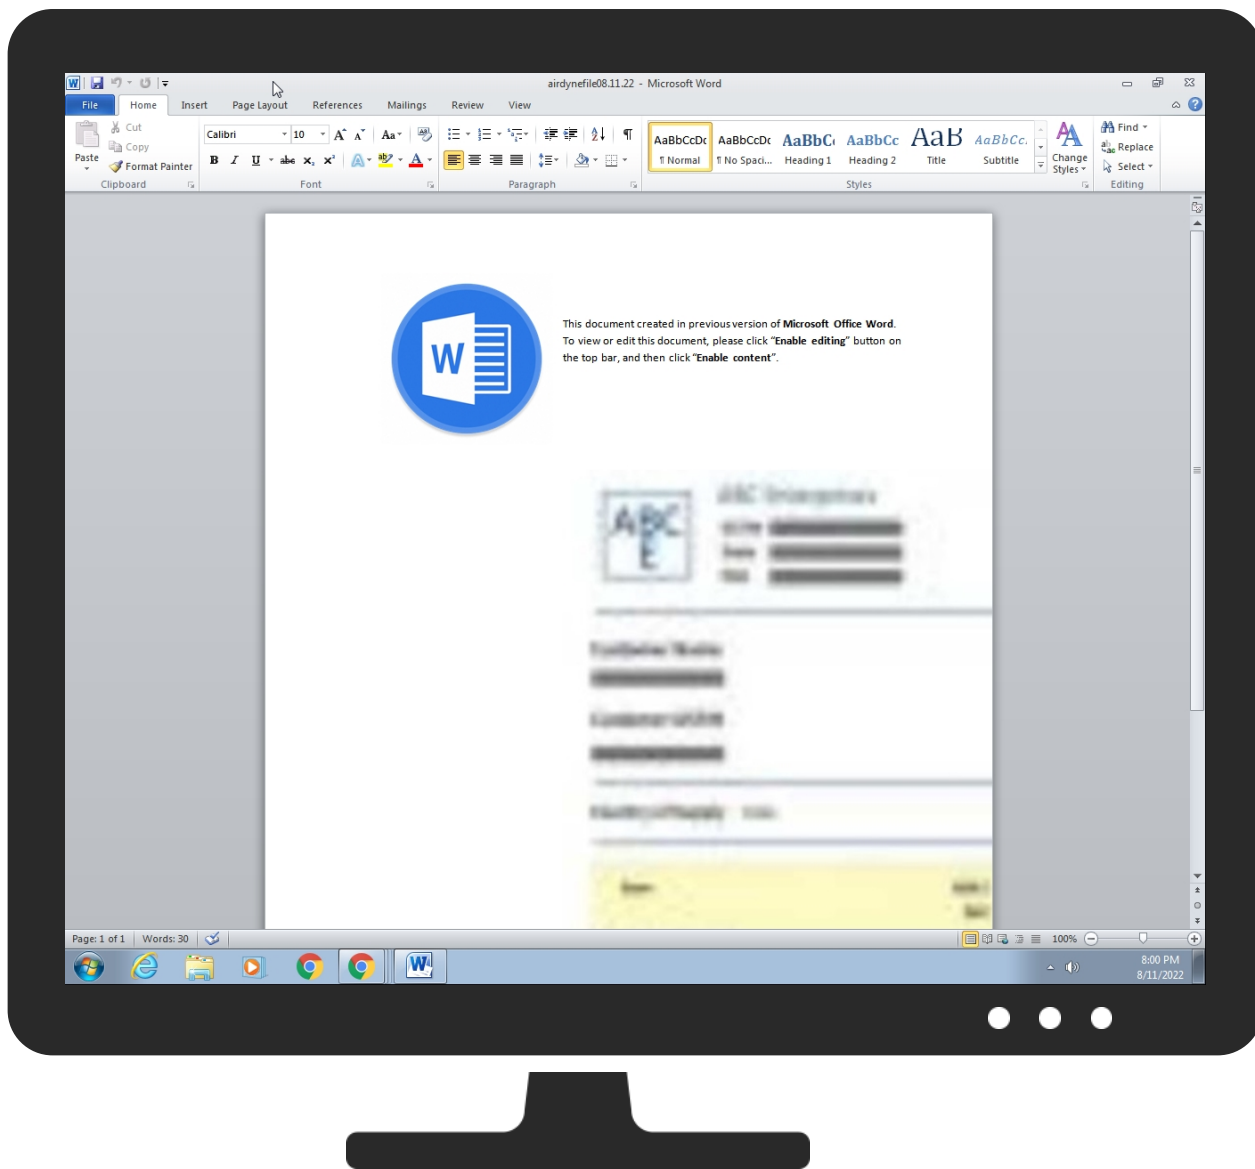 airdynefile08.11.22 - Microsoft Word
File Home Insert Page Layout References Mailings Review View
Paste
Cut
Copy
Format Painter
Clipboard
Calibri 10
Font
Paragraph
AaBbCcDc AaBbCcDc AaBbC AaBbCc AaB AaBbCc.
¶ Normal ¶ No Spaci... Heading 1 Heading 2 Title Subtitle
Change Styles
Styles
Find
Replace
Select
Editing
This document created in previous version of Microsoft Office Word.
To view or edit this document, please click “Enable editing” button on
the top bar, and then click “Enable content”.
ABC
E
Page: 1 of 1 Words: 30
100%
8:00 PM
8/11/2022